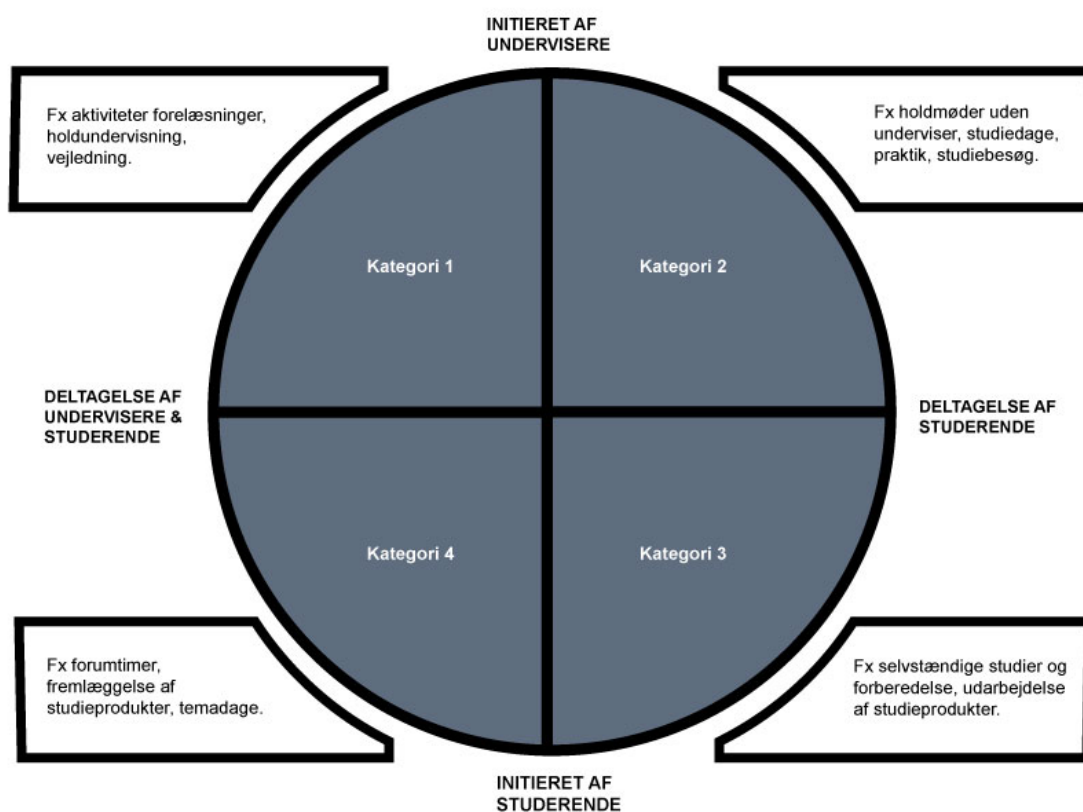 INITIERET AF
UNDERVISERE
Fx aktiviteter forelæsninger,
holdundervisning,
vejledning.
Fx holdmøder uden
underviser, studiedage,
praktik, studiebesøg.
Kategori 1
Kategori 2
DELTAGELSE AF
UNDERVISERE &
STUDERENDE
DELTAGELSE AF
STUDERENDE
Kategori 4
Kategori 3
Fx forumtimer,
fremlæggelse af
studieprodukter, temadage.
Fx selvstændige studier og
forberedelse, udarbejdelse
af studieprodukter.
INITIERET AF
STUDERENDE